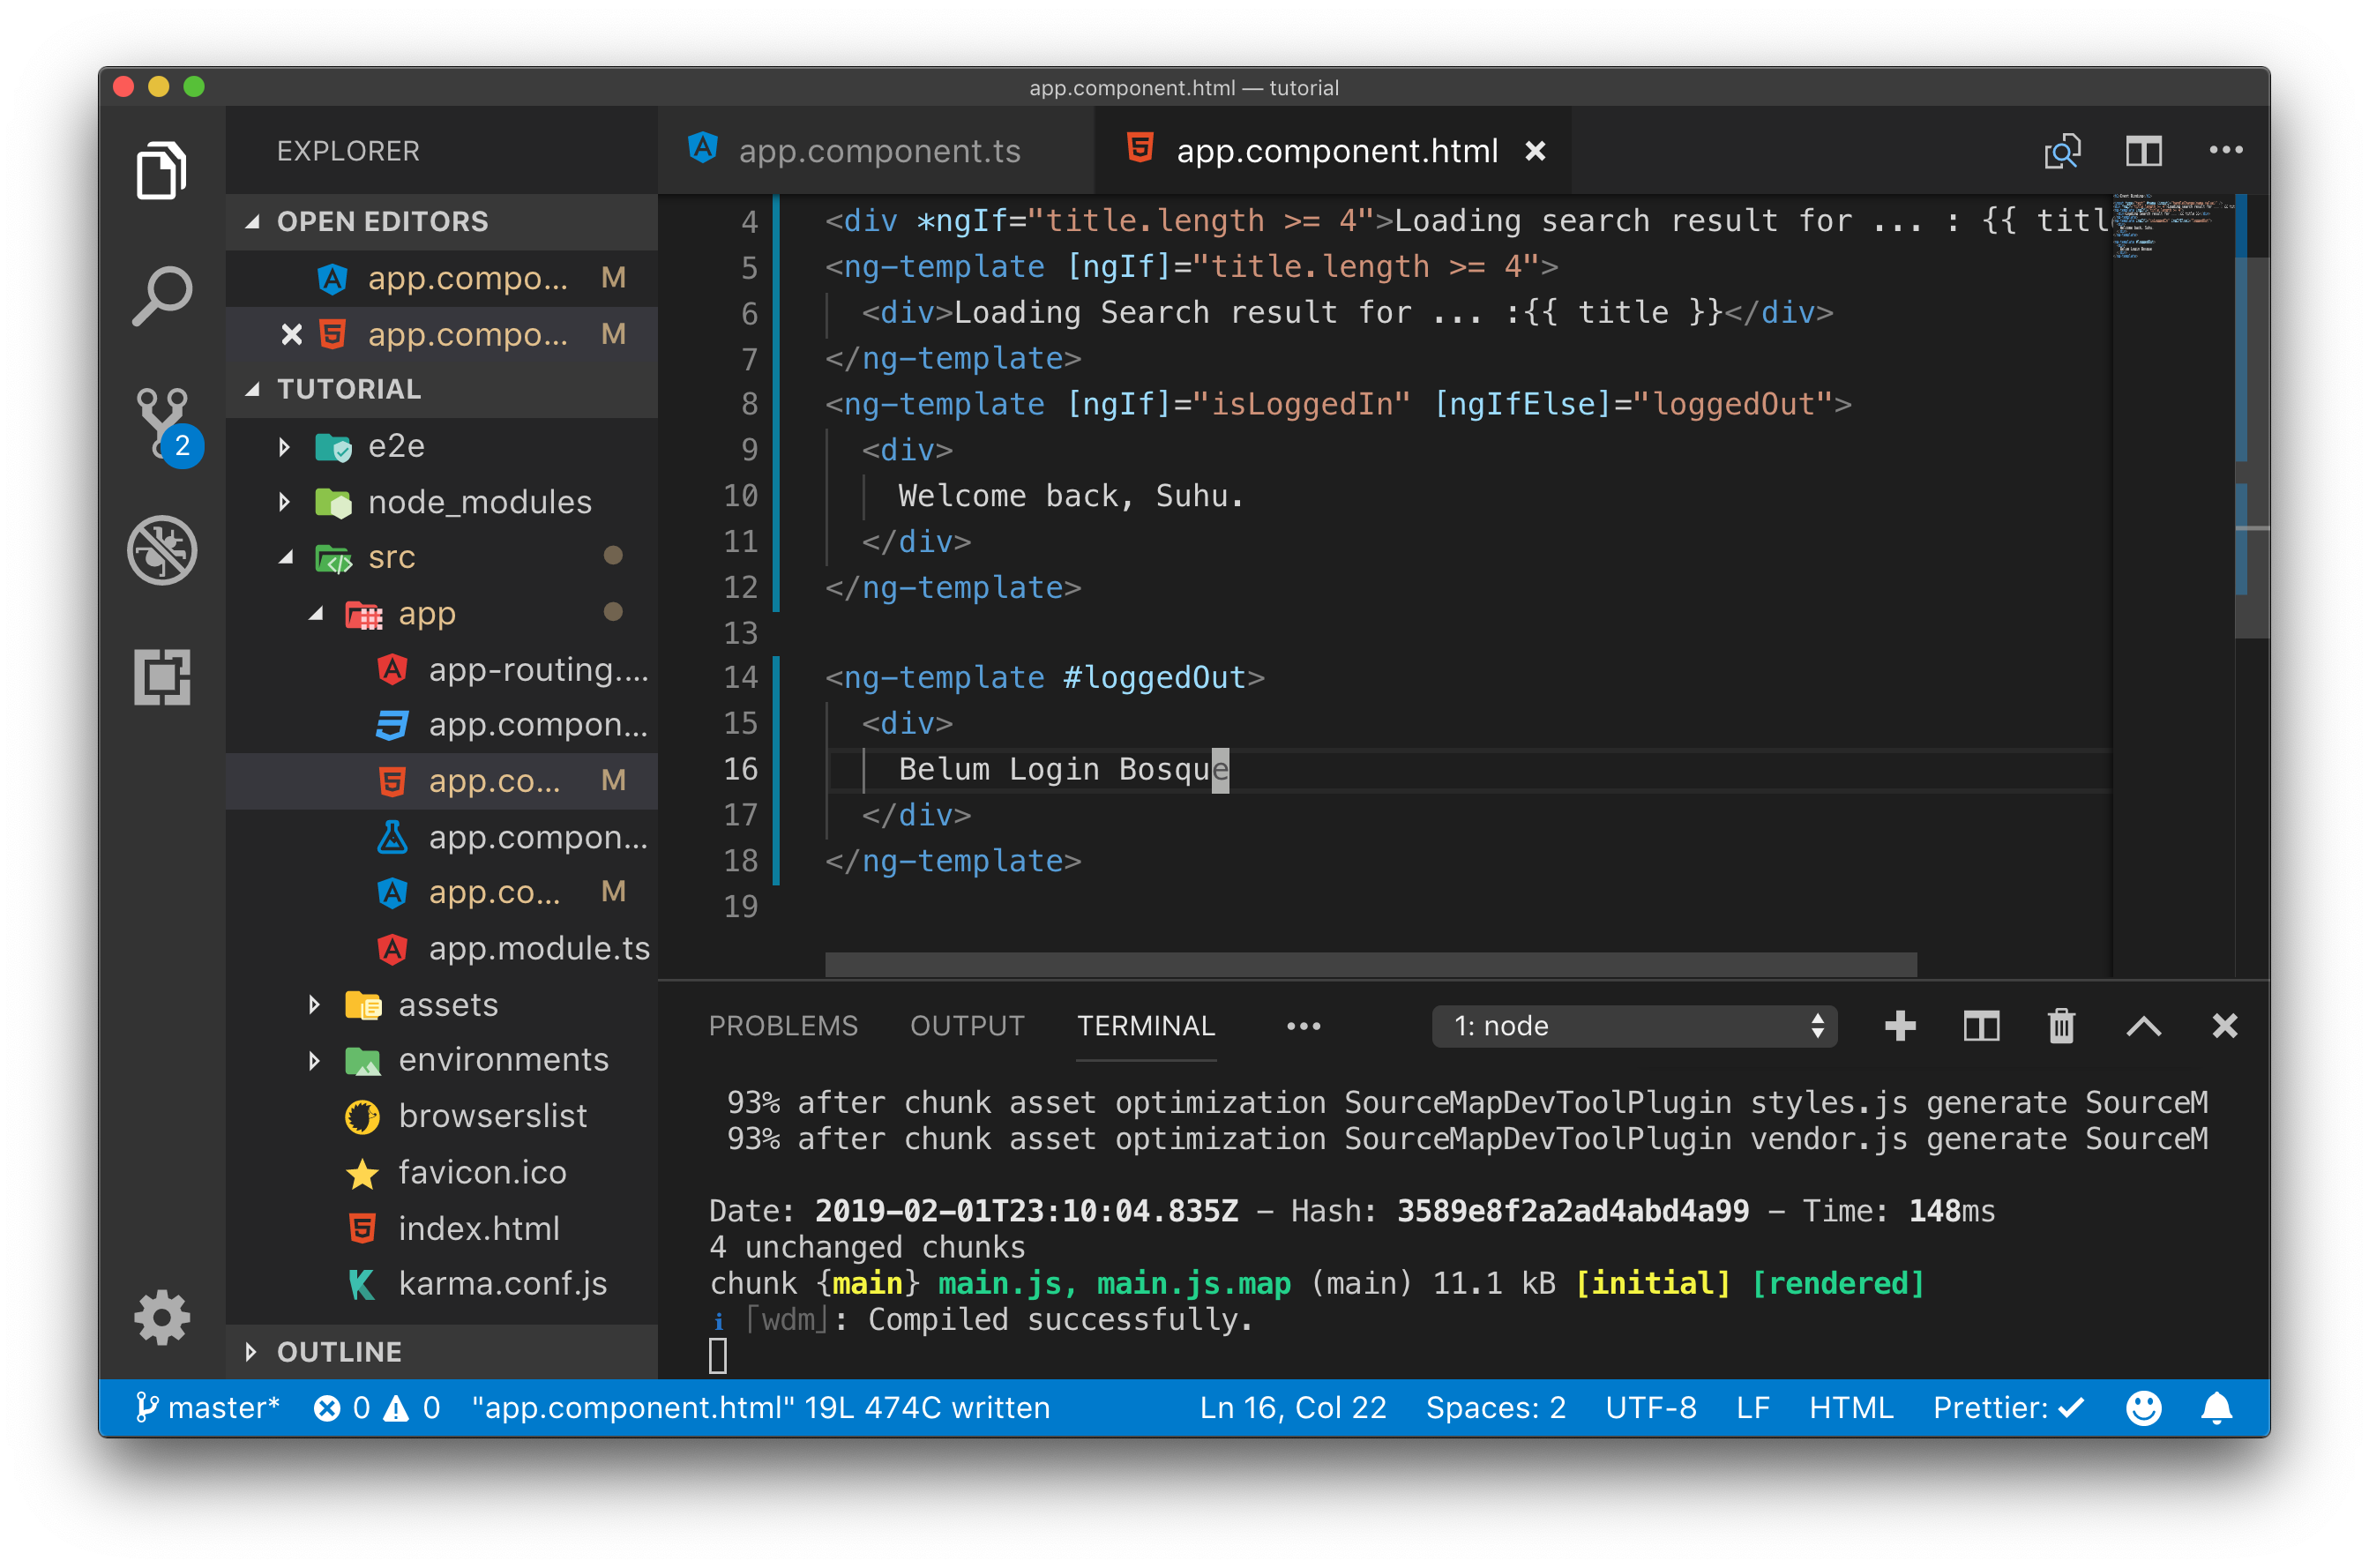 app.component.html — tutorial
EXPLORER
OPEN EDITORS
app.compo... M
app.compo... M
TUTORIAL
e2e
node_modules
src
app
app-routing....
app.compon...
app.co... M
app.compon...
app.co... M
app.module.ts
assets
environments
browserslist
favicon.ico
index.html
karma.conf.js
OUTLINE
2
app.component.ts
app.component.html
4 <div *ngIf="title.length >= 4">Loading search result for ... : {{ titl
5 <ng-template [ngIf]="title.length >= 4">
6 <div>Loading Search result for ... :{{ title }}</div>
7 </ng-template>
8 <ng-template [ngIf]="isLoggedIn" [ngIfElse]="loggedOut">
9 <div>
10 Welcome back, Suhu.
11 </div>
12 </ng-template>
13
14 <ng-template #loggedOut>
15 <div>
16 Belum Login Bosque
17 </div>
18 </ng-template>
19
PROBLEMS OUTPUT TERMINAL ••• 1: node
93% after chunk asset optimization SourceMapDevToolPlugin styles.js generate SourceM
93% after chunk asset optimization SourceMapDevToolPlugin vendor.js generate SourceM
Date: 2019-02-01T23:10:04.835Z - Hash: 3589e8f2a2ad4abd4a99 - Time: 148ms
4 unchanged chunks
chunk {main} main.js, main.js.map (main) 11.1 kB [initial] [rendered]
ℹ ｢wdm｣: Compiled successfully.
master* 0 0 "app.component.html" 19L 474C written Ln 16, Col 22 Spaces: 2 UTF-8 LF HTML Prettier: ✓